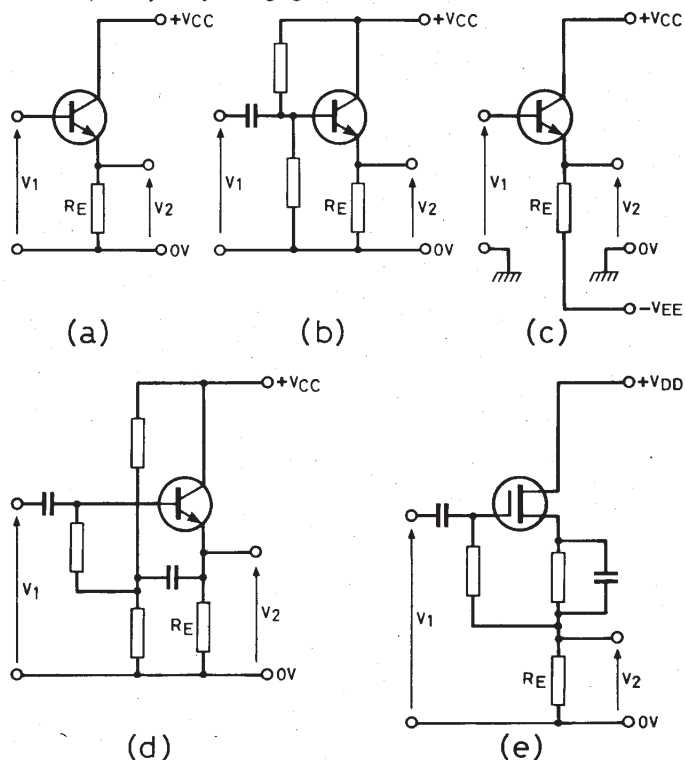 +VCC
V1
RE
V2
0V
(a)
+VCC
V1
RE
V2
0V
(b)
+VCC
V1
RE
V2
0V
-VEE
(c)
+VCC
V1
RE
V2
0V
(d)
+VDD
V1
RE
V2
0V
(e)